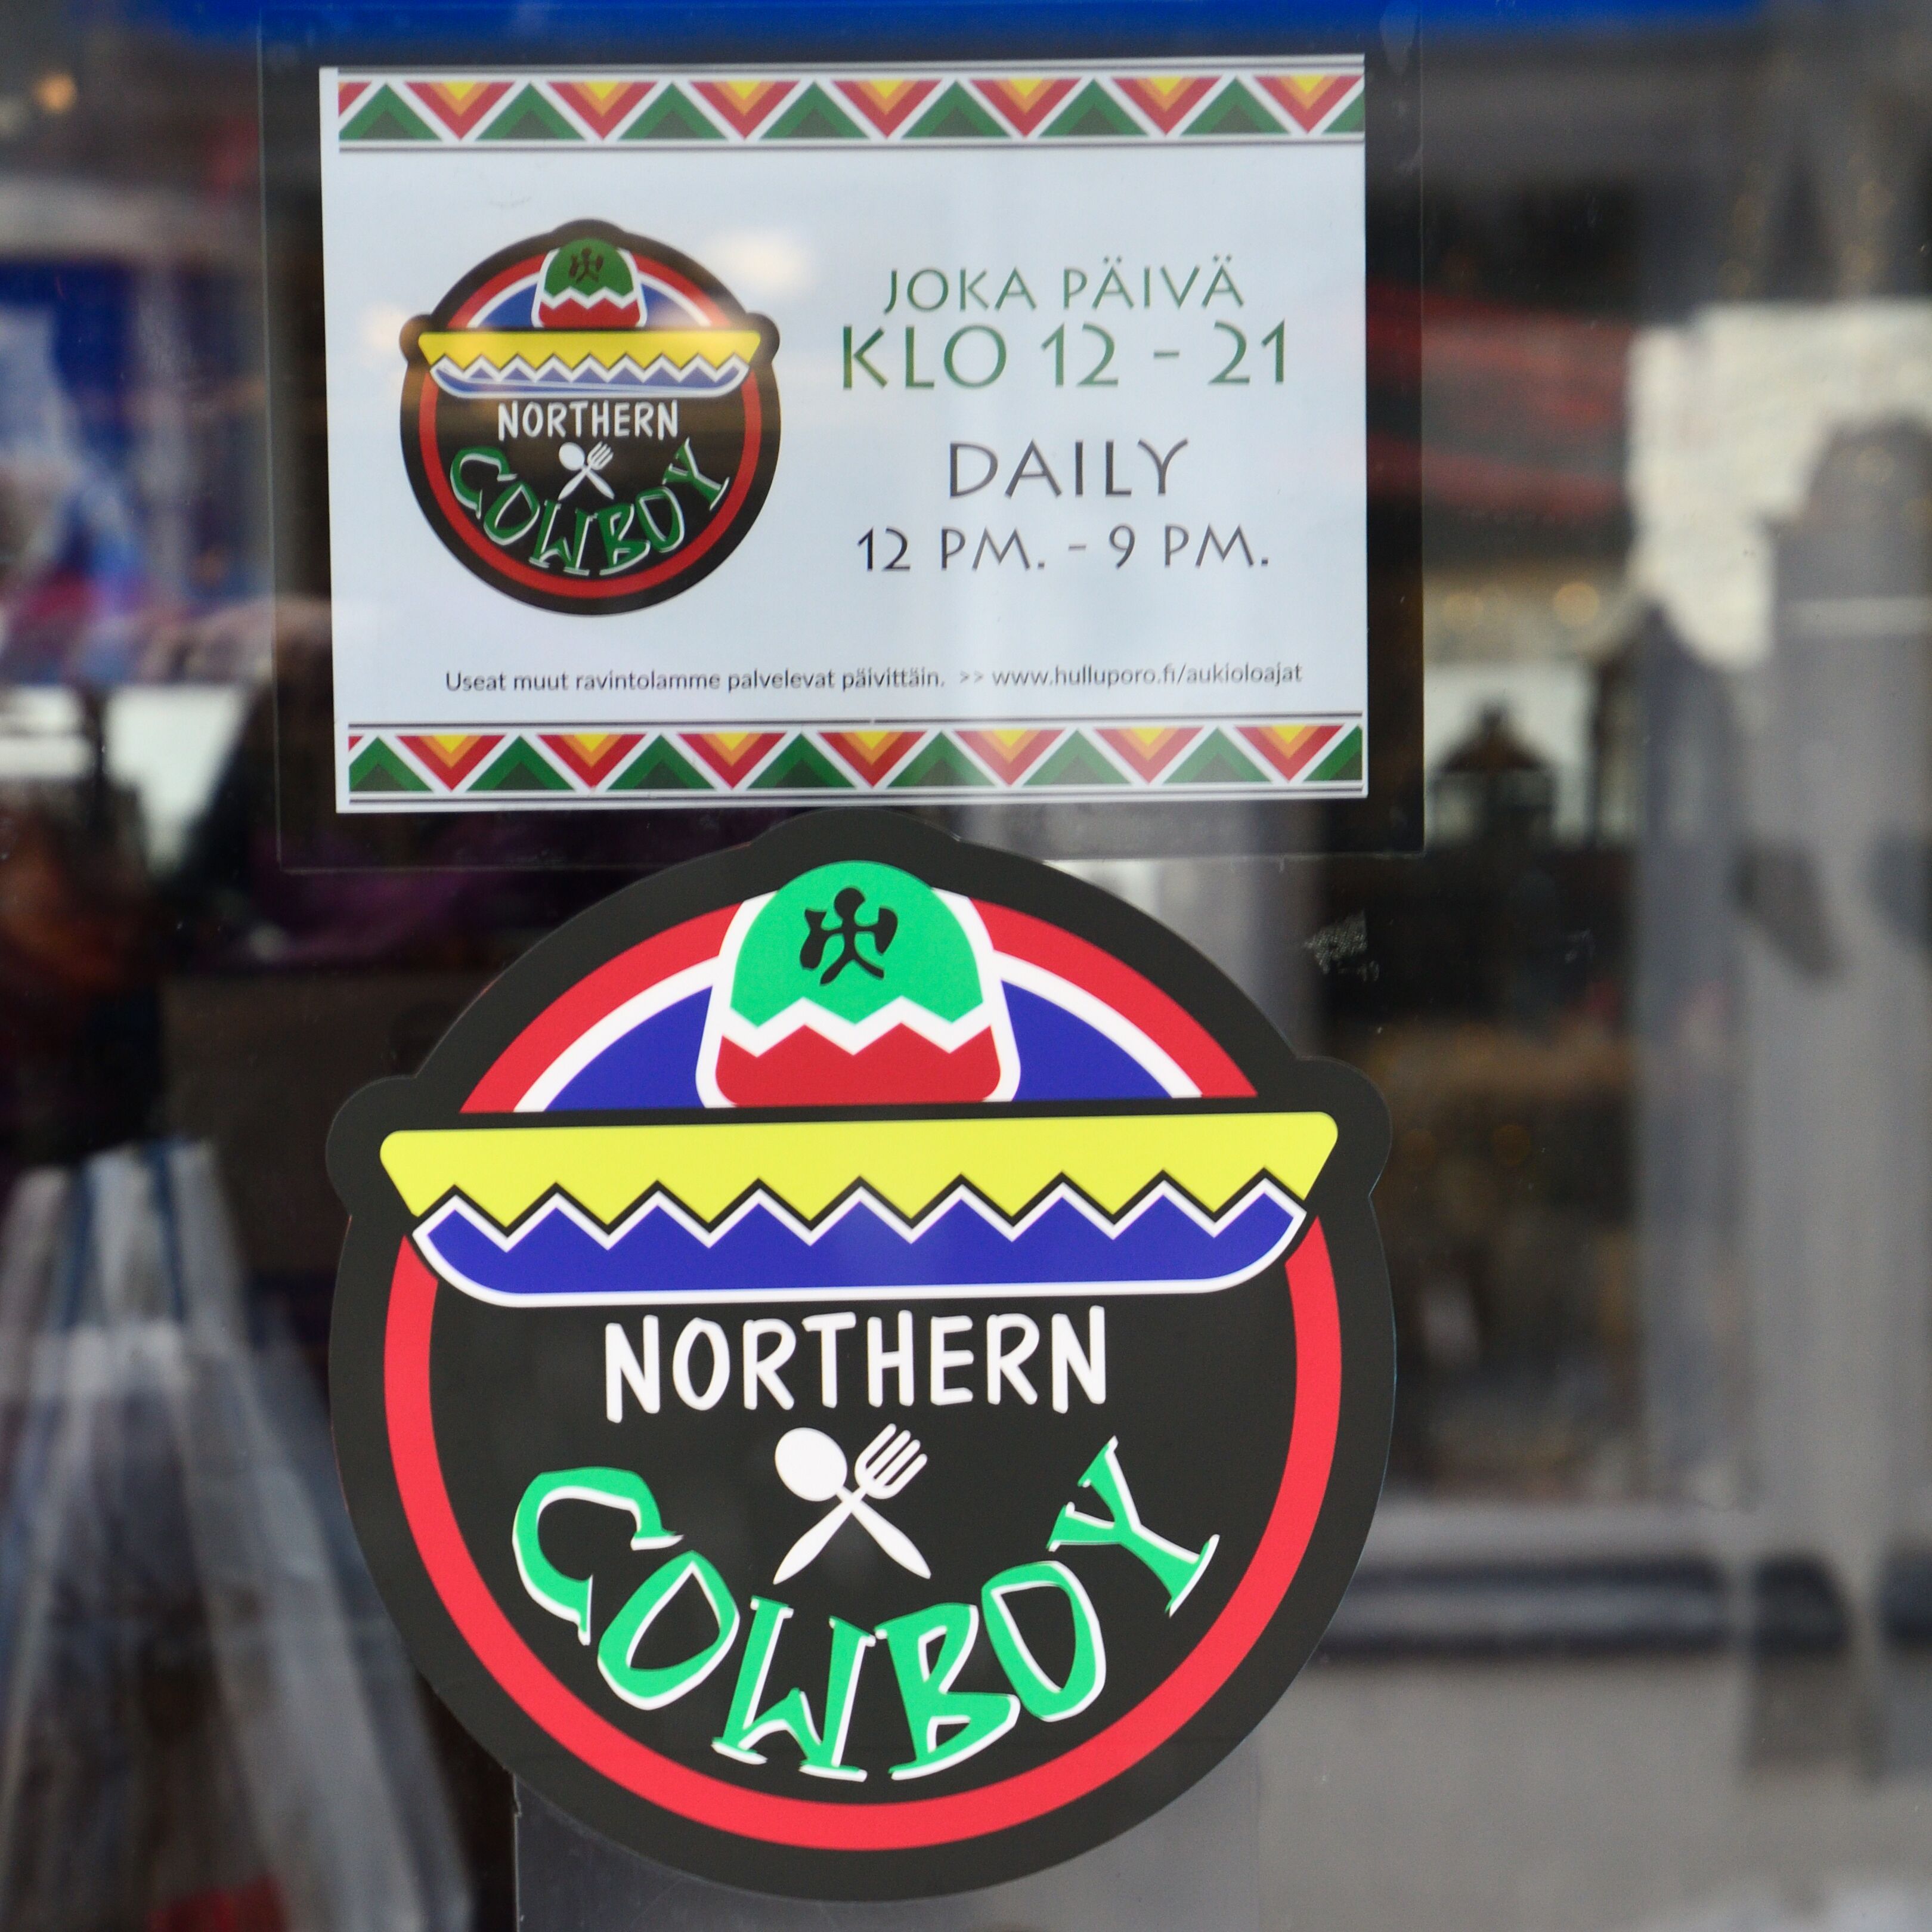 JOKA PÄIVÄ
KLO 12 - 21
DAILY
12 PM. - 9 PM.
NORTHERN
COWBOY
Useat muut ravintolamme palvelevat päivittäin. >> www.hulluporo.fi/aukioloajat
NORTHERN
COWBOY